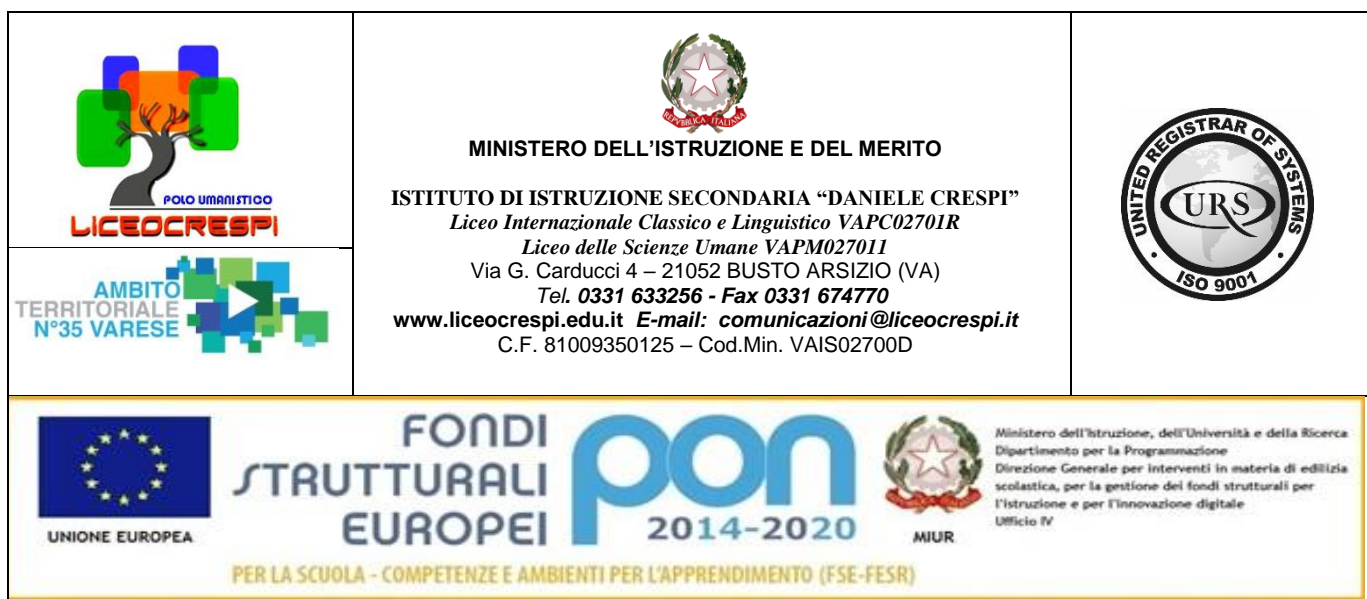 POLO UMANISTICO
LICEOCRESPI
AMBITO
TERRITORIALE
N°35 VARESE
REPVBBLICA ITALIANA
MINISTERO DELL'ISTRUZIONE E DEL MERITO
ISTITUTO DI ISTRUZIONE SECONDARIA “DANIELE CRESPI”
Liceo Internazionale Classico e Linguistico VAPC02701R
Liceo delle Scienze Umane VAPM027011
Via G. Carducci 4 – 21052 BUSTO ARSIZIO (VA)
Tel. 0331 633256 - Fax 0331 674770
www.liceocrespi.edu.it E-mail: comunicazioni@liceocrespi.it
C.F. 81009350125 – Cod.Min. VAIS02700D
UNITED REGISTRAR OF SYSTEMS
URS
ISO 9001
UNIONE EUROPEA
FONDI
STRUTTURALI
EUROPEI
pon
2014-2020
MIUR
Ministero dell'Istruzione, dell'Università e della Ricerca
Dipartimento per la Programmazione
Direzione Generale per interventi in materia di edilizia
scolastica, per la gestione dei fondi strutturali per
l'istruzione e per l'innovazione digitale
Ufficio IV
PER LA SCUOLA - COMPETENZE E AMBIENTI PER L'APPRENDIMENTO (FSE-FESR)